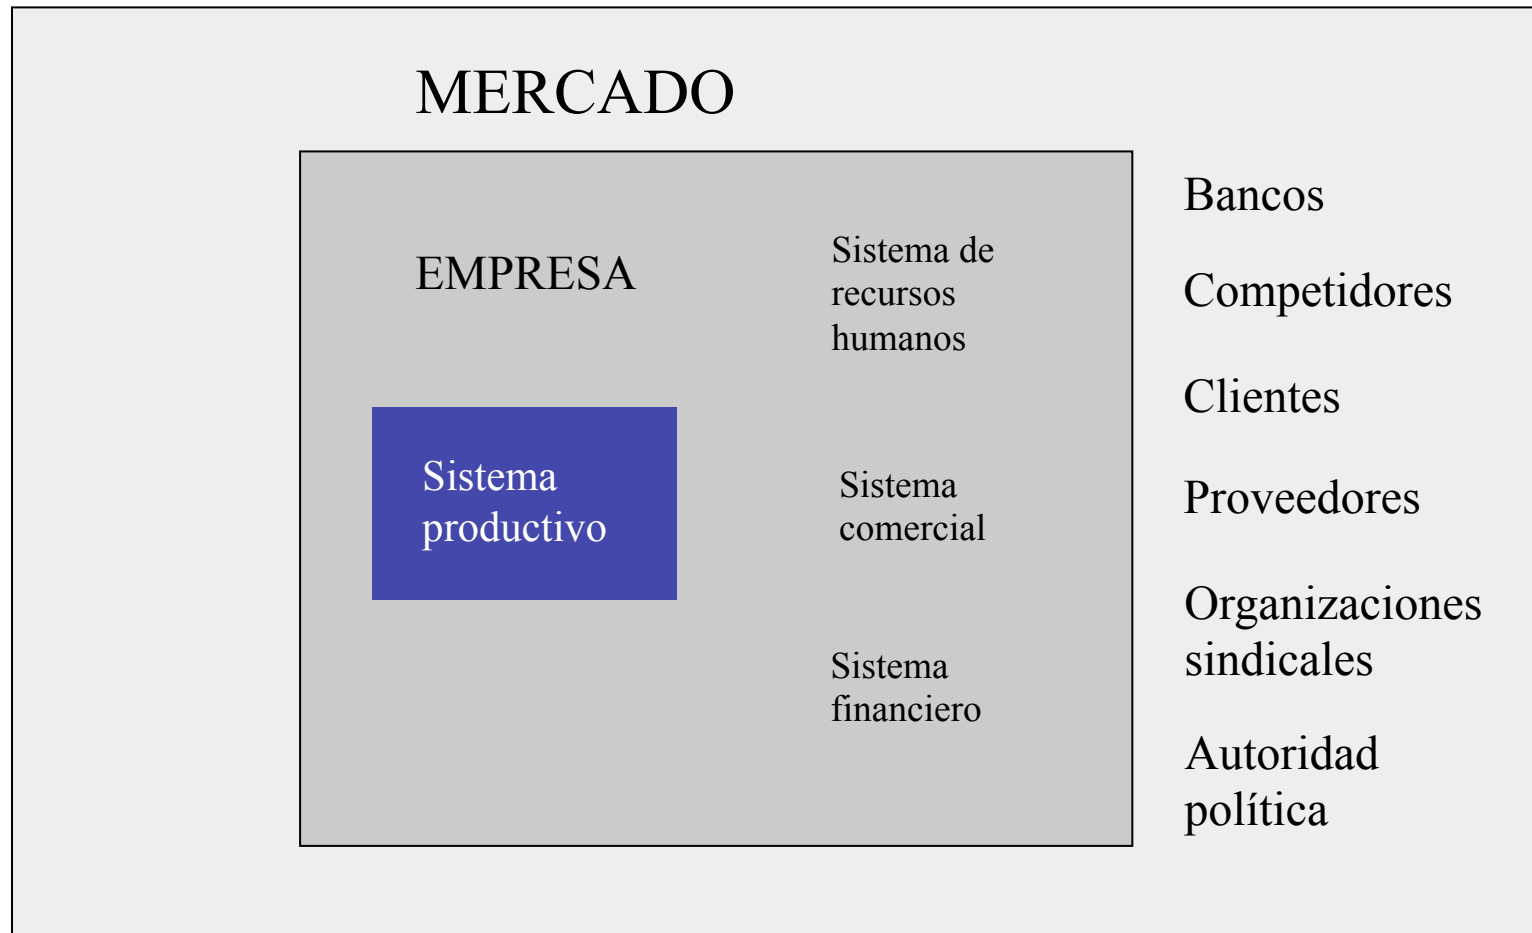 MERCADO
EMPRESA
Sistema de
recursos
humanos
Sistema
productivo
Sistema
comercial
Sistema
financiero
Bancos
Competidores
Clientes
Proveedores
Organizaciones
sindicales
Autoridad
política